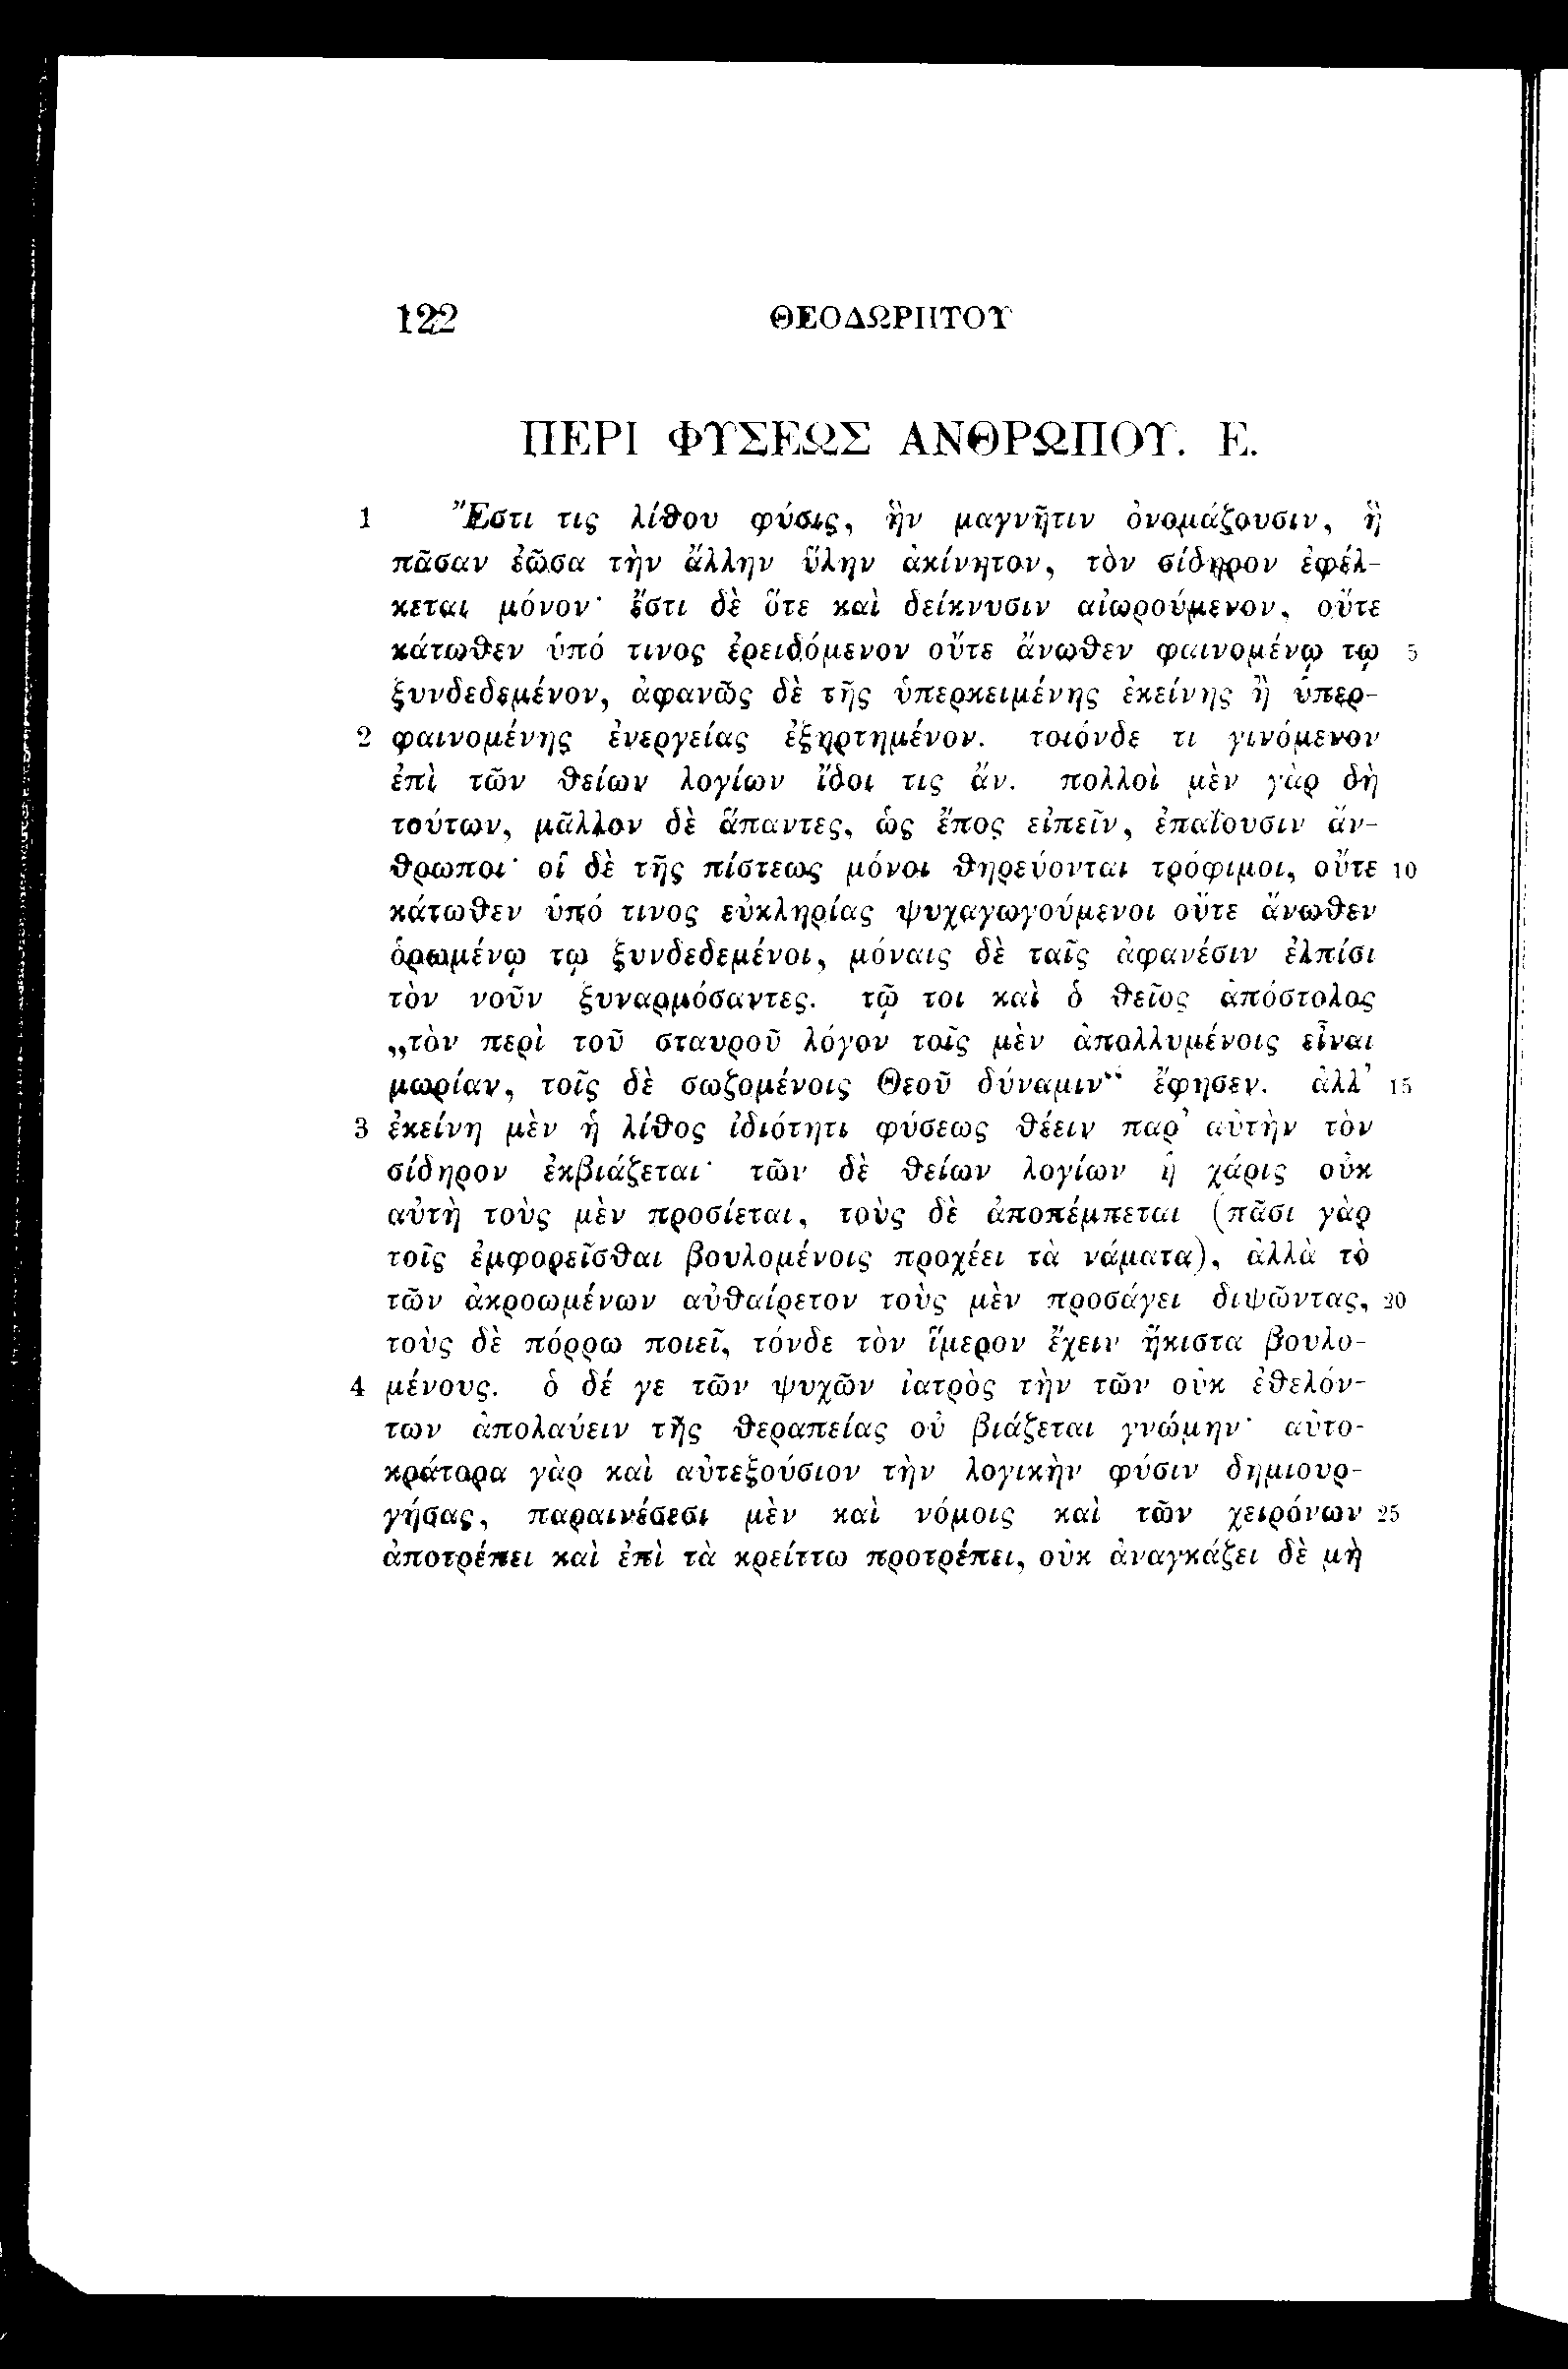 122 ΘΕΟΔΩΡΗΤΟΥ
ΠΕΡΙ ΦΥΣΕΩΣ ΑΝΘΡΩΠΟΥ. Ε.
1 Ἔστι τις λίθου φύσις, ἣν μαγνῆτιν ὀνομάζουσιν, ἣ
πᾶσαν ἐῶσα τὴν ἄλλην ὕλην ἀκίνητον, τὸν σίδηρον ἐφέλ-
κεται μόνον· ἔστι δὲ ὅτε καὶ δείκνυσιν αἰωρούμενον, οὔτε
κάτωθεν ὑπό τινος ἐρειδόμενον οὔτε ἄνωθεν φαινομένῳ τῳ 5
ξυνδεδεμένον, ἀφανῶς δὲ τῆς ὑπερκειμένης ἐκείνης ἢ ὑπερ-
2 φαινομένης ἐνεργείας ἐξηρτημένον. τοιόνδε τι γινόμενον
ἐπὶ τῶν θείων λογίων ἴδοι τις ἄν. πολλοὶ μὲν γὰρ δὴ
τούτων, μᾶλλον δὲ ἅπαντες, ὡς ἔπος εἰπεῖν, ἐπαΐουσιν ἄν-
θρωποι· οἱ δὲ τῆς πίστεως μόνοι θηρεύονται τρόφιμοι, οὔτε 10
κάτωθεν ὑπό τινος εὐκληρίας ψυχαγωγούμενοι οὔτε ἄνωθεν
ὁρωμένῳ τῳ ξυνδεδεμένοι, μόναις δὲ ταῖς ἀφανέσιν ἐλπίσι
τὸν νοῦν ξυναρμόσαντες. τῷ τοι καὶ ὁ θεῖος ἀπόστολος
„τὸν περὶ τοῦ σταυροῦ λόγον τοῖς μὲν ἀπολλυμένοις εἶναι
μωρίαν, τοῖς δὲ σωζομένοις Θεοῦ δύναμιν“ ἔφησεν. ἀλλ’ 15
3 ἐκείνη μὲν ἡ λίθος ἰδιότητι φύσεως θέειν παρ’ αὐτὴν τὸν
σίδηρον ἐκβιάζεται· τῶν δὲ θείων λογίων ἡ χάρις οὐκ
αὐτὴ τοὺς μὲν προσίεται, τοὺς δὲ ἀποπέμπεται (πᾶσι γὰρ
τοῖς ἐμφορεῖσθαι βουλομένοις προχέει τὰ νάματα), ἀλλὰ τὸ
τῶν ἀκροωμένων αὐθαίρετον τοὺς μὲν προσάγει διψῶντας, 20
τοὺς δὲ πόρρω ποιεῖ, τόνδε τὸν ἵμερον ἔχειν ἥκιστα βουλο-
4 μένους. ὁ δέ γε τῶν ψυχῶν ἰατρὸς τὴν τῶν οὐκ ἐθελόν-
των ἀπολαύειν τῆς θεραπείας οὐ βιάζεται γνώμην· αὐτο-
κράτορα γὰρ καὶ αὐτεξούσιον τὴν λογικὴν φύσιν δημιουρ-
γήσας, παραινέσεσι μὲν καὶ νόμοις καὶ τῶν χειρόνων 25
ἀποτρέπει καὶ ἐπὶ τὰ κρείττω προτρέπει, οὐκ ἀναγκάζει δὲ μὴ